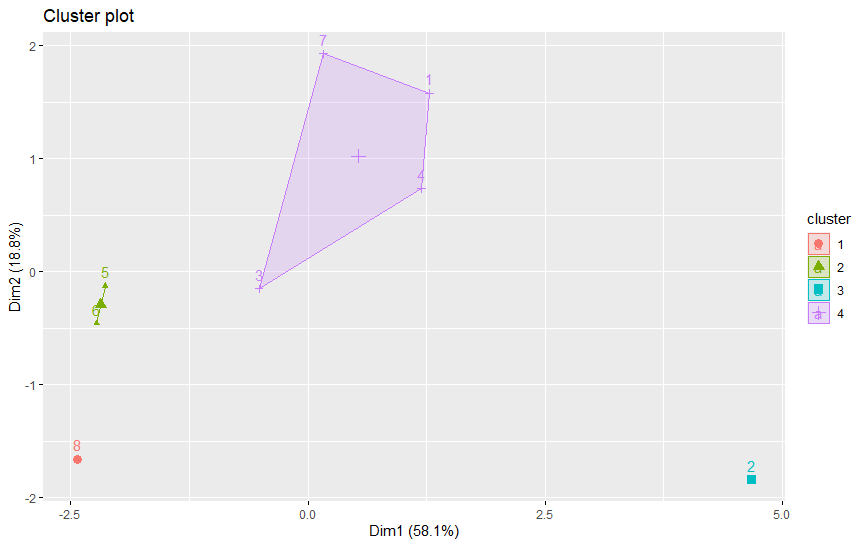 Cluster plot
Dim2 (18.8%)
2
1
0
-1
-2
7
1
4
3
5
6
8
2
-2.5
0.0
2.5
5.0
Dim1 (58.1%)
cluster
a 1
a 2
a 3
a 4